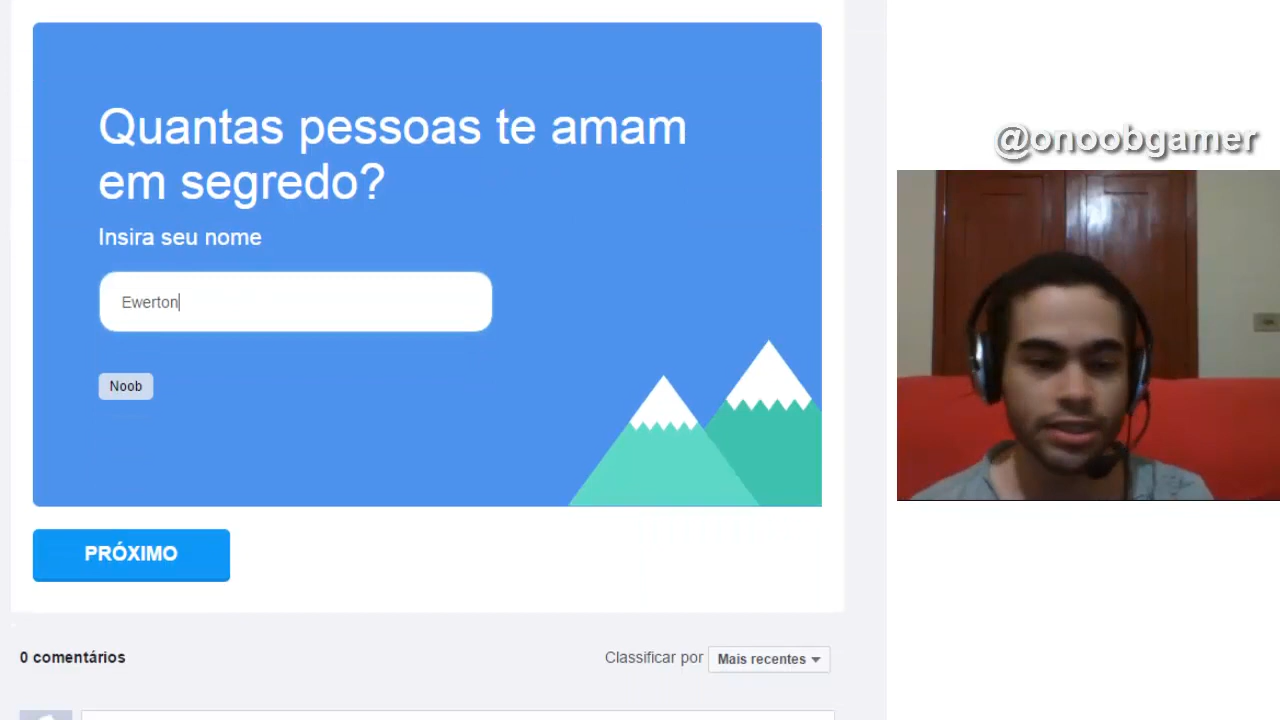 Quantas pessoas te amam
em segredo?
Insira seu nome
Ewerton
Noob
PRÓXIMO
0 comentários
Classificar por Mais recentes
@onoobgamer